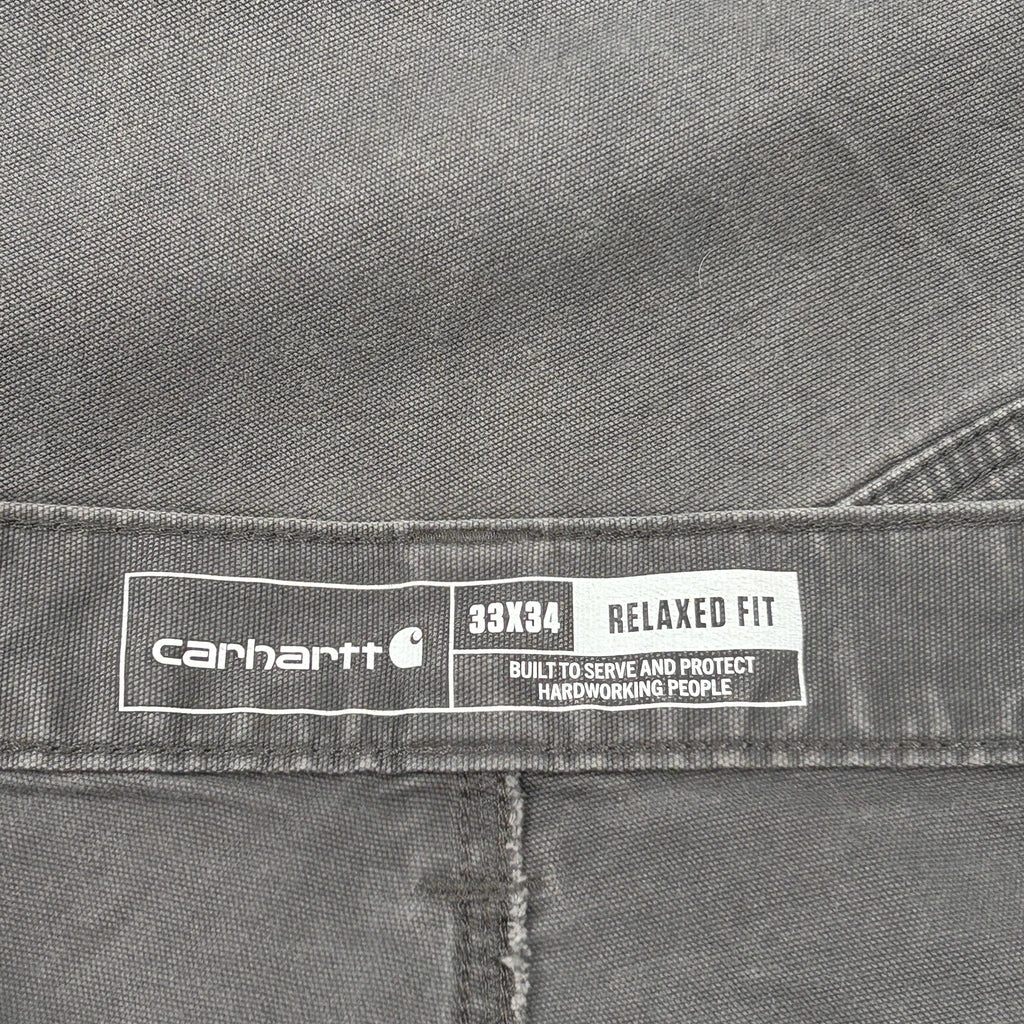 carhartt
33X34
RELAXED FIT
BUILT TO SERVE AND PROTECT
HARDWORKING PEOPLE